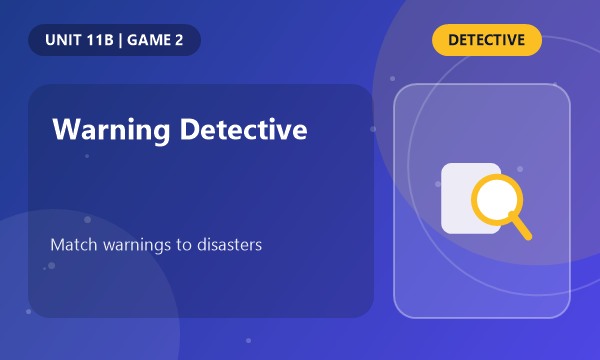 UNIT 11B | GAME 2
DETECTIVE
Warning Detective
Match warnings to disasters